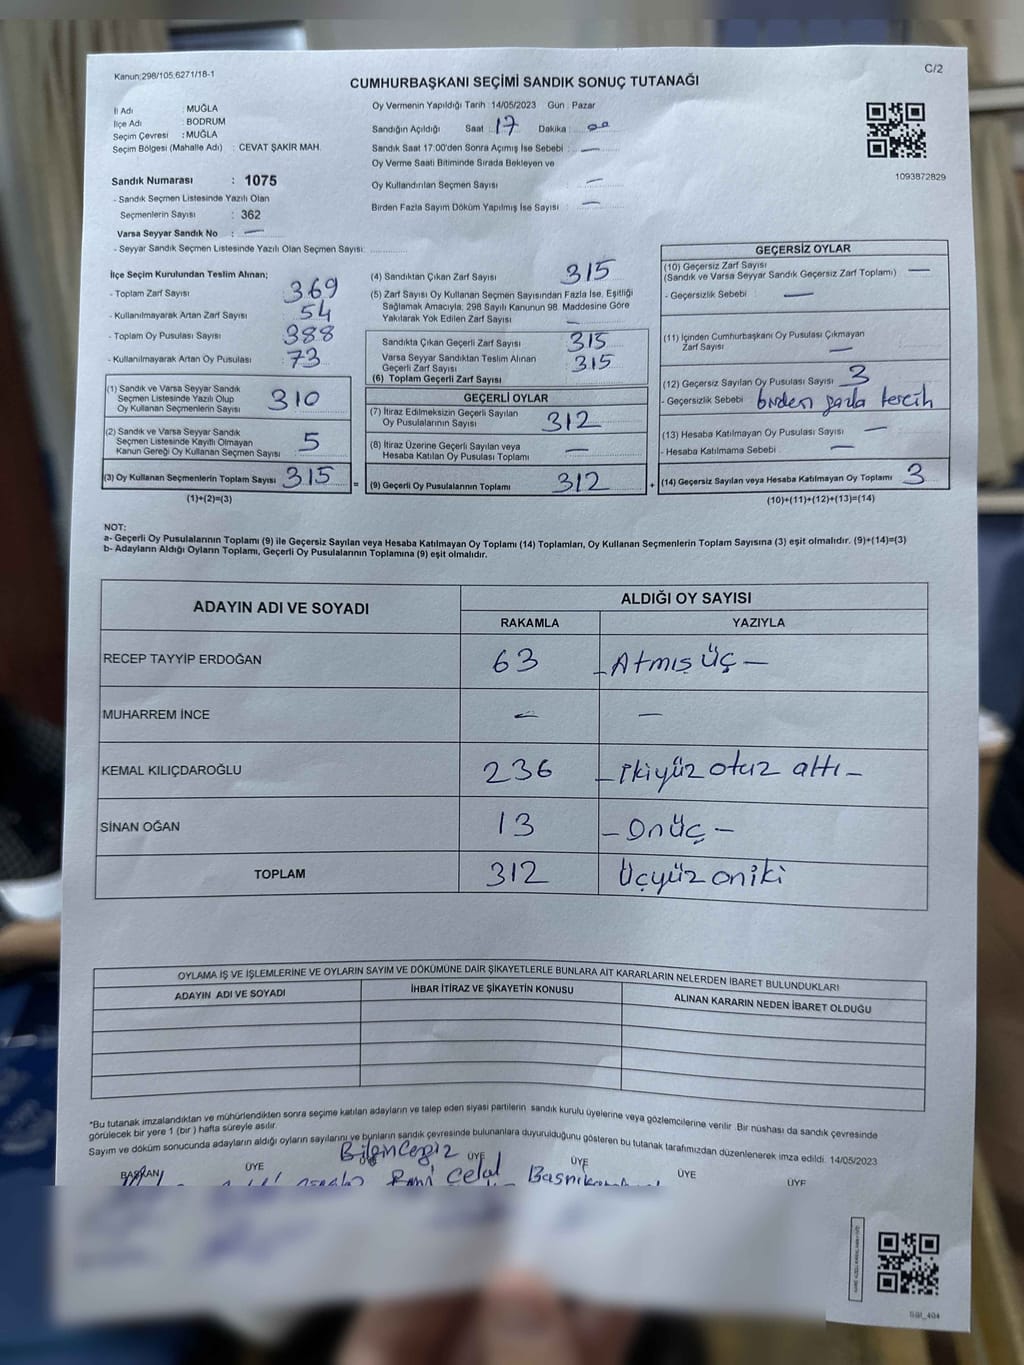 Kanun:298/105.6271/18-1
C/2
CUMHURBAŞKANI SEÇİMİ SANDIK SONUÇ TUTANAĞI
İl Adı : MUĞLA
İlçe Adı : BODRUM
Seçim Çevresi : MUĞLA
Seçim Bölgesi (Mahalle Adı) : CEVAT ŞAKİR MAH.
Sandık Numarası : 1075
- Sandık Seçmen Listesinde Yazılı Olan
Seçmenlerin Sayısı : 362
Varsa Seyyar Sandık No : —
- Seyyar Sandık Seçmen Listesinde Yazılı Olan Seçmen Sayısı:
Oy Vermenin Yapıldığı Tarih : 14/05/2023 Gün : Pazar
Sandığın Açıldığı Saat : 17 Dakika : 00
Sandık Saat 17:00'den Sonra Açımış İse Sebebi : —
Oy Verme Saati Bitiminde Sırada Bekleyen ve
Oy Kullandırılan Seçmen Sayısı : —
Birden Fazla Sayım Döküm Yapılmış İse Sayısı : —
1093872829
İlçe Seçim Kurulundan Teslim Alınan;
- Toplam Zarf Sayısı 369
- Kullanılmayarak Artan Zarf Sayısı 54
- Toplam Oy Pusulası Sayısı 388
- Kullanılmayarak Artan Oy Pusulası 73
(1) Sandık ve Varsa Seyyar Sandık
Seçmen Listesinde Yazılı Olup
Oy Kullanan Seçmenlerin Sayısı 310
(2) Sandık ve Varsa Seyyar Sandık
Seçmen Listesinde Kayıtlı Olmayan
Kanun Gereği Oy Kullanan Seçmen Sayısı 5
(3) Oy Kullanan Seçmenlerin Toplam Sayısı 315
(1)+(2)=(3)
(4) Sandıktan Çıkan Zarf Sayısı 315
(5) Zarf Sayısı Oy Kullanan Seçmen Sayısından Fazla İse, Eşitliği
Sağlamak Amacıyla, 298 Sayılı Kanunun 98. Maddesine Göre
Yakılarak Yok Edilen Zarf Sayısı —
Sandıkta Çıkan Geçerli Zarf Sayısı 315
Varsa Seyyar Sandıktan Teslim Alınan
Geçerli Zarf Sayısı 315
(6) Toplam Geçerli Zarf Sayısı
GEÇERLİ OYLAR
(7) İtiraz Edilmeksizin Geçerli Sayılan
Oy Pusulalarının Sayısı 312
(8) İtiraz Üzerine Geçerli Sayılan veya
Hesaba Katılan Oy Pusulası Toplamı —
= (9) Geçerli Oy Pusulalarının Toplamı 312 +
GEÇERSİZ OYLAR
(10) Geçersiz Zarf Sayısı
(Sandık ve Varsa Seyyar Sandık Geçersiz Zarf Toplamı) —
- Geçersizlik Sebebi : —
(11) İçinden Cumhurbaşkanı Oy Pusulası Çıkmayan
Zarf Sayısı —
(12) Geçersiz Sayılan Oy Pusulası Sayısı 3
- Geçersizlik Sebebi birden fazla tercih
(13) Hesaba Katılmayan Oy Pusulası Sayısı —
- Hesaba Katılmama Sebebi : —
(14) Geçersiz Sayılan veya Hesaba Katılmayan Oy Toplamı 3
(10)+(11)+(12)+(13)=(14)
NOT:
a- Geçerli Oy Pusulalarının Toplamı (9) ile Geçersiz Sayılan veya Hesaba Katılmayan Oy Toplamı (14) Toplamları, Oy Kullanan Seçmenlerin Toplam Sayısına (3) eşit olmalıdır. (9)+(14)=(3)
b- Adayların Aldığı Oyların Toplamı, Geçerli Oy Pusulalarının Toplamına (9) eşit olmalıdır.
ADAYIN ADI VE SOYADI
ALDIĞI OY SAYISI
RAKAMLA YAZIYLA
RECEP TAYYİP ERDOĞAN 63 – Atmış üç –
MUHARREM İNCE — —
KEMAL KILIÇDAROĞLU 236 – ikiyüz otuz altı –
SİNAN OĞAN 13 – Onüç –
TOPLAM 312 Üçyüz oniki
OYLAMA İŞ VE İŞLEMLERİNE VE OYLARIN SAYIM VE DÖKÜMÜNE DAİR ŞİKAYETLERLE BUNLARA AİT KARARLARIN NELERDEN İBARET BULUNDUKLARI
ADAYIN ADI VE SOYADI İHBAR İTİRAZ VE ŞİKAYETİN KONUSU ALINAN KARARIN NEDEN İBARET OLDUĞU
*Bu tutanak imzalandıktan ve mühürlendikten sonra seçime katılan adayların ve talep eden siyasi partilerin sandık kurulu üyelerine veya gözlemcilerine verilir. Bir nüshası da sandık çevresinde
görülecek bir yere 1 (bir ) hafta süreyle asılır.
Sayım ve döküm sonucunda adayların aldığı oyların sayılarını ve bunların sandık çevresinde bulunanlara duyurulduğunu gösteren bu tutanak tarafımızdan düzenlenerek imza edildi. 14/05/2023
BAŞKAN ÜYE ÜYE ÜYE ÜYE ÜYE